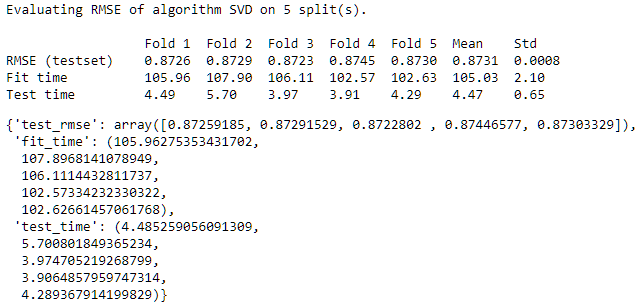 Evaluating RMSE of algorithm SVD on 5 split(s).
Fold 1 Fold 2 Fold 3 Fold 4 Fold 5 Mean Std
RMSE (testset) 0.8726 0.8729 0.8723 0.8745 0.8730 0.8731 0.0008
Fit time 105.96 107.90 106.11 102.57 102.63 105.03 2.10
Test time 4.49 5.70 3.97 3.91 4.29 4.47 0.65
{'test_rmse': array([0.87259185, 0.87291529, 0.8722802 , 0.87446577, 0.87303329]),
'fit_time': (105.96275353431702,
107.8968141078949,
106.1114432811737,
102.57334232330322,
102.62661457061768),
'test_time': (4.485259056091309,
5.700801849365234,
3.974705219268799,
3.9064857959747314,
4.289367914199829)}